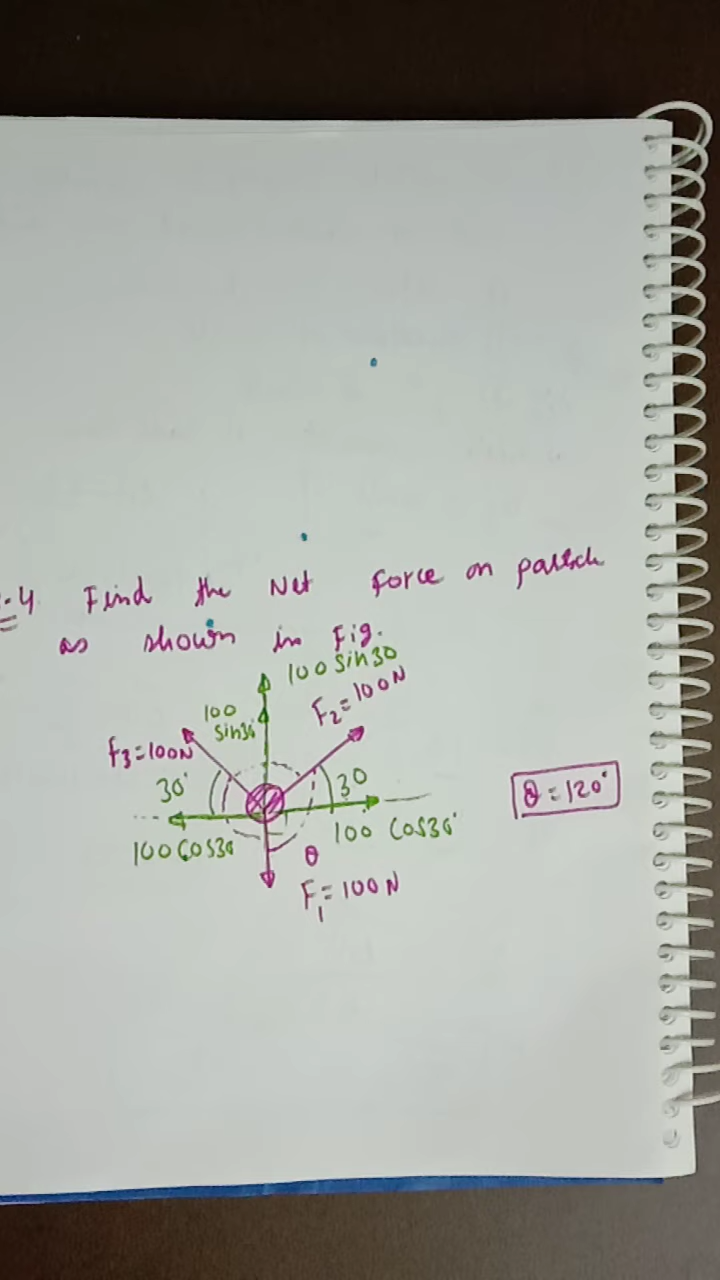 .4 Find the Net Force on particle
as shown in Fig.
100 sin30
F2=100N
100
sin30°
F3=100N
30°
30
θ=120°
100 cos30
100 cos30°
θ
F1=100N